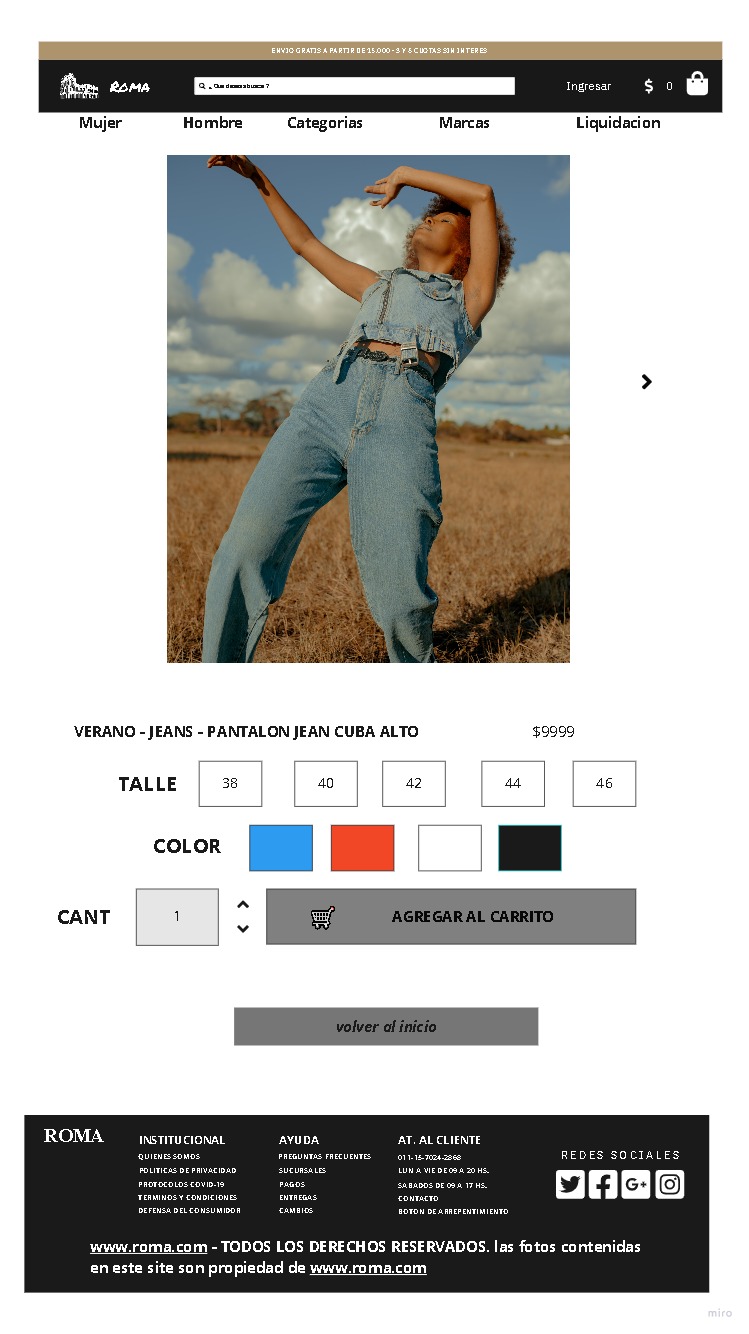 ENVIO GRATIS A PARTIR DE 15.000 - 3 Y 6 CUOTAS SIN INTERES
ROMA
¿ Que deseas buscar ?
Ingresar
$ 0
Mujer Hombre Categorias Marcas Liquidacion
VERANO - JEANS - PANTALON JEAN CUBA ALTO $9999
TALLE 38 40 42 44 46
COLOR
CANT 1 AGREGAR AL CARRITO
volver al inicio
ROMA
INSTITUCIONAL
QUIENES SOMOS
POLITICAS DE PRIVACIDAD
PROTOCOLOS COVID-19
TERMINOS Y CONDICIONES
DEFENSA DEL CONSUMIDOR
AYUDA
PREGUNTAS FRECUENTES
SUCURSALES
PAGOS
ENTREGAS
CAMBIOS
AT. AL CLIENTE
011-15-7024-2868
LUN A VIE DE 09 A 20 HS.
SABADOS DE 09 A 17 HS.
CONTACTO
BOTON DE ARREPENTIMIENTO
REDES SOCIALES
G+
www.roma.com - TODOS LOS DERECHOS RESERVADOS. las fotos contenidas
en este site son propiedad de www.roma.com
miro